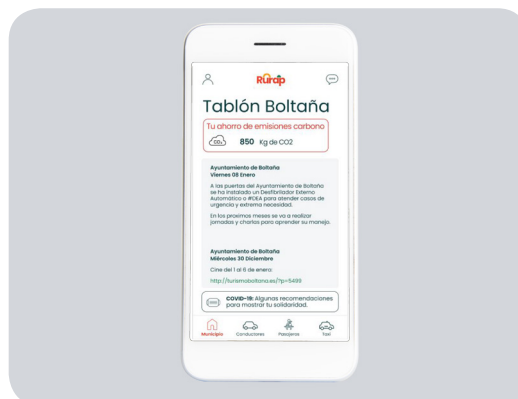 Rurap
Tablón Boltaña
Tu ahorro de emisiones carbono
CO₂
850 Kg de CO2
Ayuntamiento de Boltaña
Viernes 08 Enero
A las puertas del Ayuntamiento de Boltaña
se ha instalado un Desfibrilador Externo
Automático o #DEA para atender casos de
urgencia y extrema necesidad.
En los proximos meses se va a realizar
jornadas y charlas para aprender su manejo.
Ayuntamiento de Boltaña
Miércoles 30 Diciembre
Cine del 1 al 6 de enero:
http://turismoboltana.es/?p=5499
COVID-19: Algunas recomendaciones
para mostrar tu solidaridad.
Municipio Conductores Pasajeros Taxi